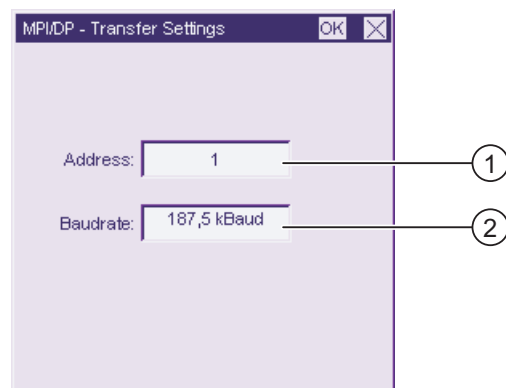 MPI/DP - Transfer Settings OK
Address: 1 1
Baudrate: 187,5 kBaud 2